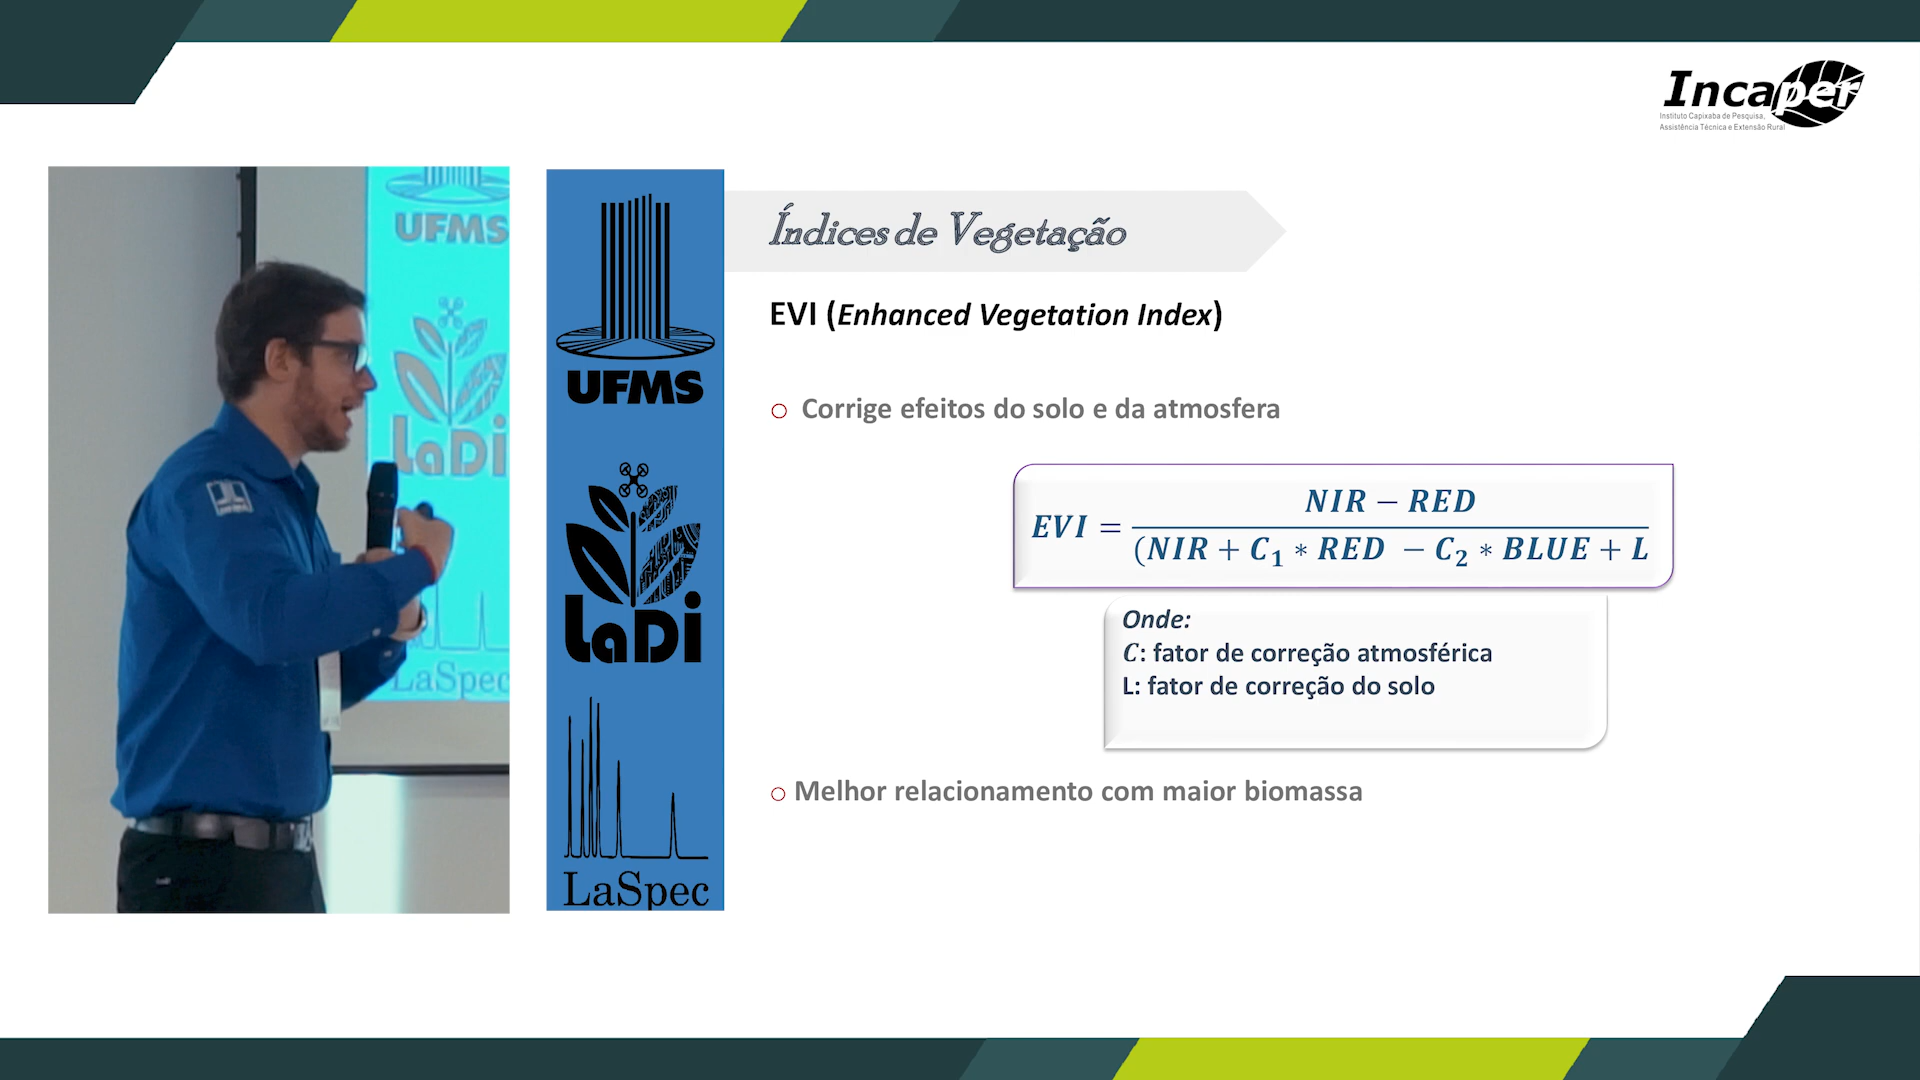 Incaper
Instituto Capixaba de Pesquisa,
Assistência Técnica e Extensão Rural
UFMS
LaDi
LaSpec
UFMS
LaDi
LaSpec
Índices de Vegetação
EVI (Enhanced Vegetation Index)
Corrige efeitos do solo e da atmosfera
EVI = NIR − RED
(NIR + C₁ * RED − C₂ * BLUE + L
Onde:
C: fator de correção atmosférica
L: fator de correção do solo
Melhor relacionamento com maior biomassa